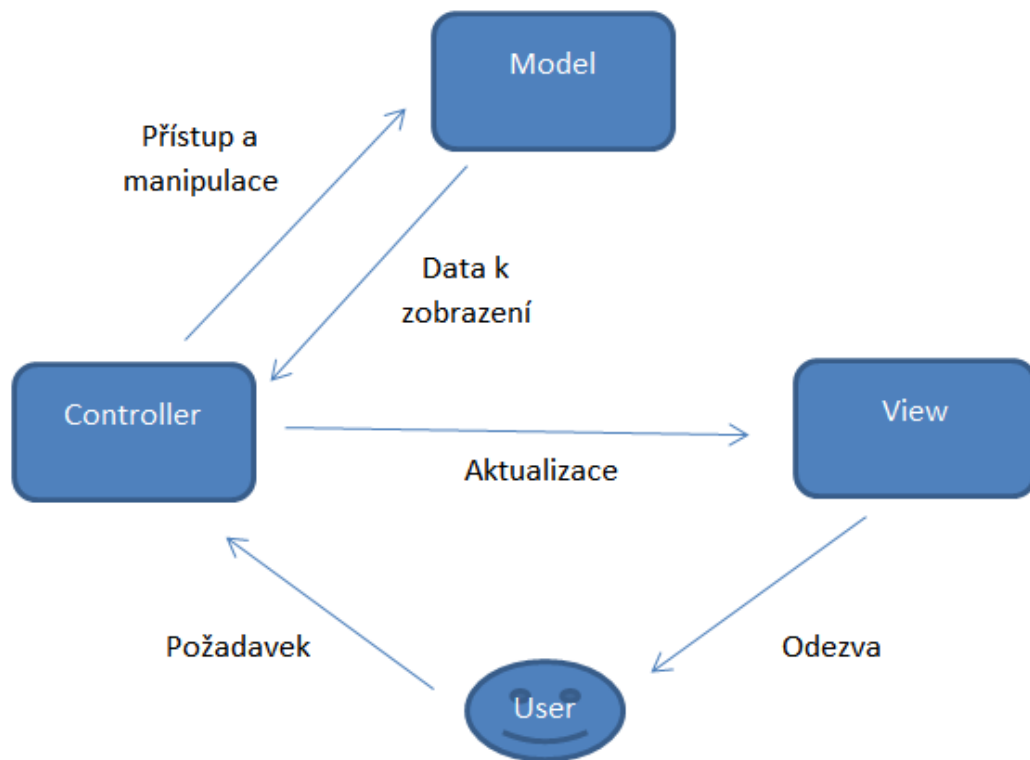 Model
Přístup a
manipulace
Data k
zobrazení
Controller
View
Aktualizace
Požadavek
Odezva
User